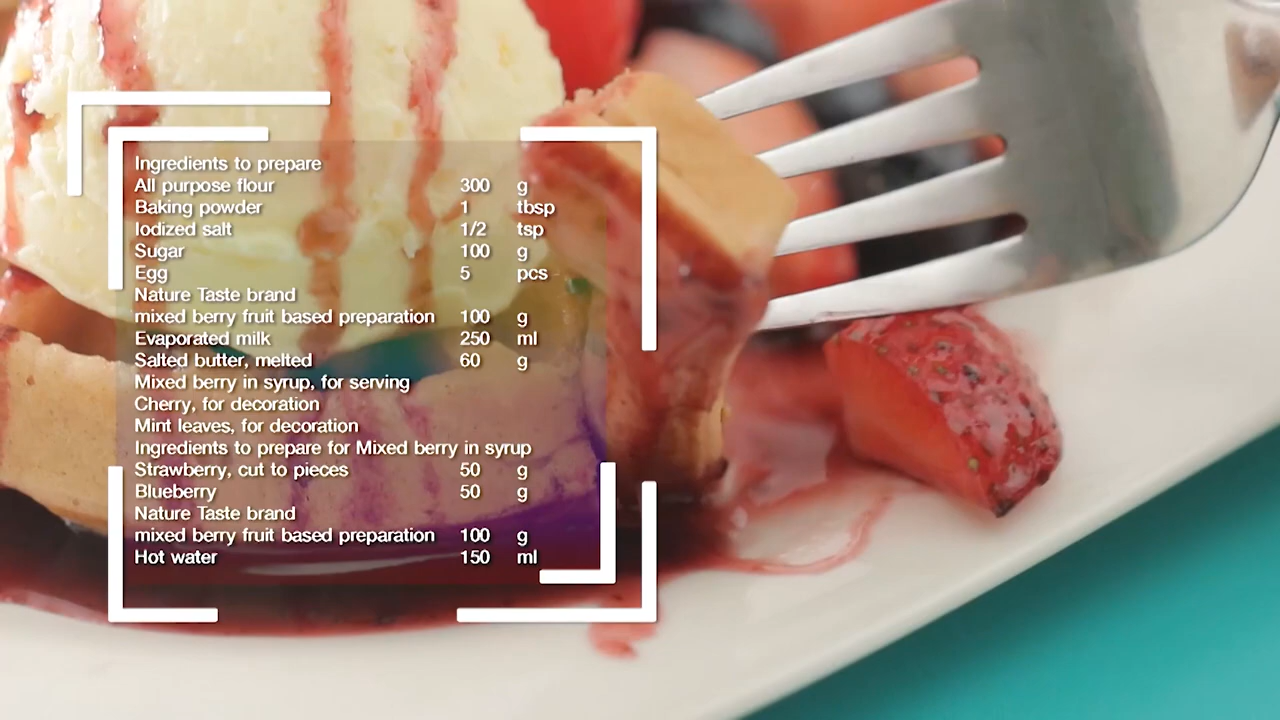 Ingredients to prepare
All purpose flour 300 g
Baking powder 1 tbsp
Iodized salt 1/2 tsp
Sugar 100 g
Egg 5 pcs
Nature Taste brand
mixed berry fruit based preparation 100 g
Evaporated milk 250 ml
Salted butter, melted 60 g
Mixed berry in syrup, for serving
Cherry, for decoration
Mint leaves, for decoration
Ingredients to prepare for Mixed berry in syrup
Strawberry, cut to pieces 50 g
Blueberry 50 g
Nature Taste brand
mixed berry fruit based preparation 100 g
Hot water 150 ml